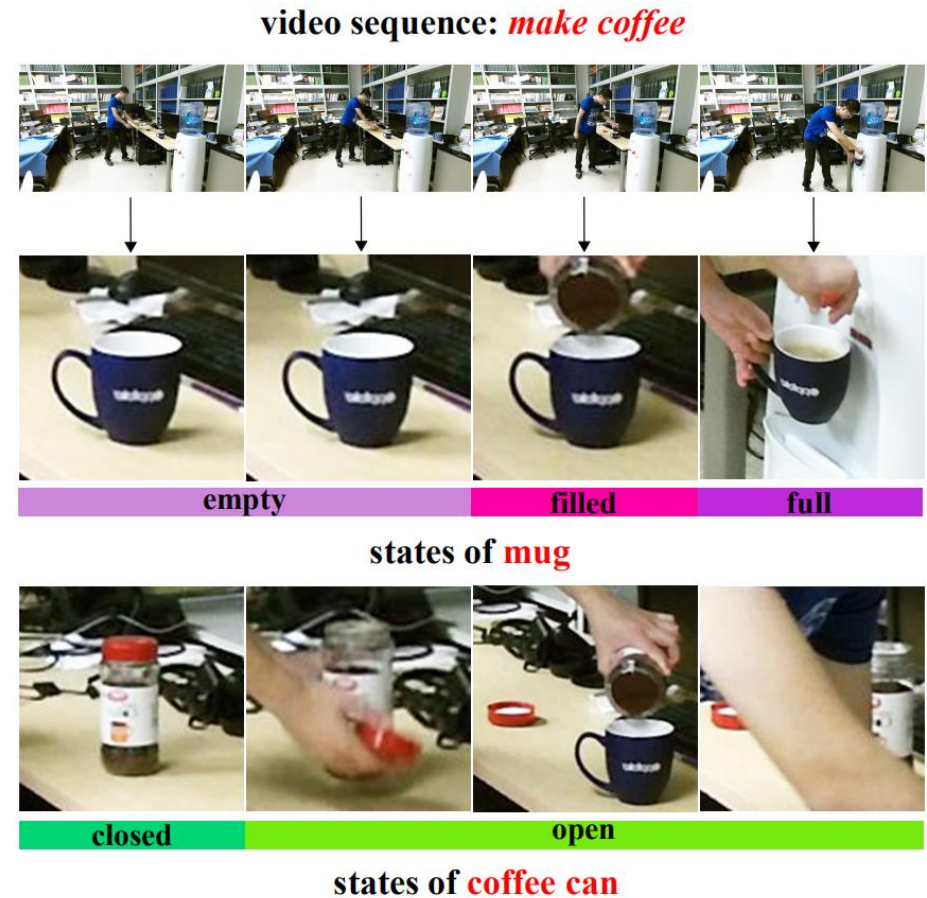 video sequence: make coffee
empty
filled
full
states of mug
closed
open
states of coffee can